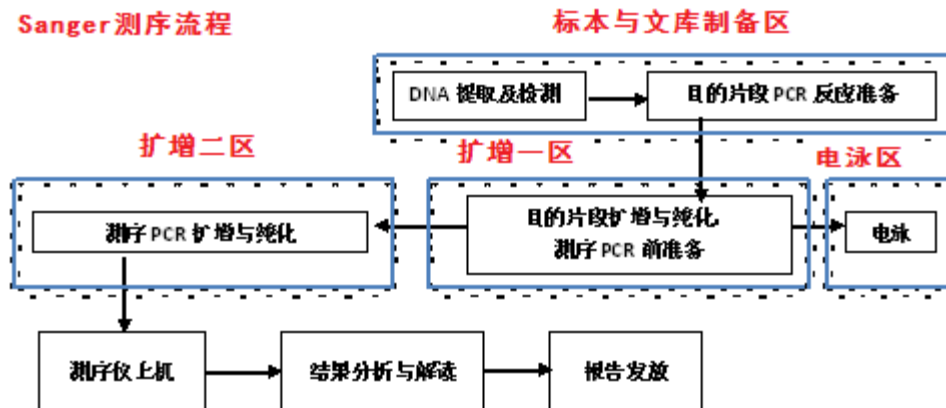 Sanger测序流程
标本与文库制备区
DNA 提取及检测
目的片段 PCR 反应准备
扩增二区
扩增一区
电泳区
测序 PCR 扩增与纯化
目的片段扩增与纯化
测序 PCR 前准备
电泳
测序仪上机
结果分析与解读
报告发放